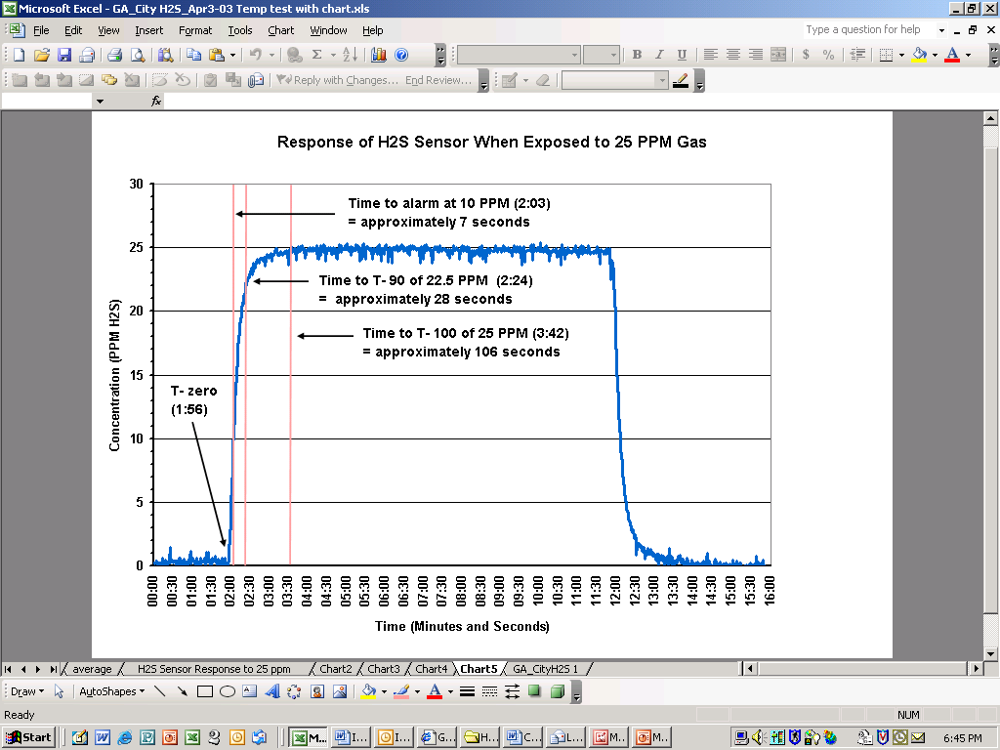 Microsoft Excel - GA_City H2S_Apr3-03 Temp test with chart.xls
File Edit View Insert Format Tools Chart Window Help Type a question for help
B I U $ %
Reply with Changes... End Review...
fx
Response of H2S Sensor When Exposed to 25 PPM Gas
Concentration (PPM H2S)
30
25
20
15
10
5
0
Time to alarm at 10 PPM (2:03)
= approximately 7 seconds
Time to T- 90 of 22.5 PPM (2:24)
= approximately 28 seconds
Time to T- 100 of 25 PPM (3:42)
= approximately 106 seconds
T- zero
(1:56)
00:00 00:30 01:00 01:30 02:00 02:30 03:00 03:30 04:00 04:30 05:00 05:30 06:00 06:30 07:00 07:30 08:00 08:30 09:00 09:30 10:00 10:30 11:00 11:30 12:00 12:30 13:00 13:30 14:00 14:30 15:00 15:30 16:00
Time (Minutes and Seconds)
average H2S Sensor Response to 25 ppm Chart2 Chart3 Chart4 Chart5 GA_CityH2S 1
Draw AutoShapes
Ready NUM
Start M... I... I... G... H... C... L... M... M... 6:45 PM